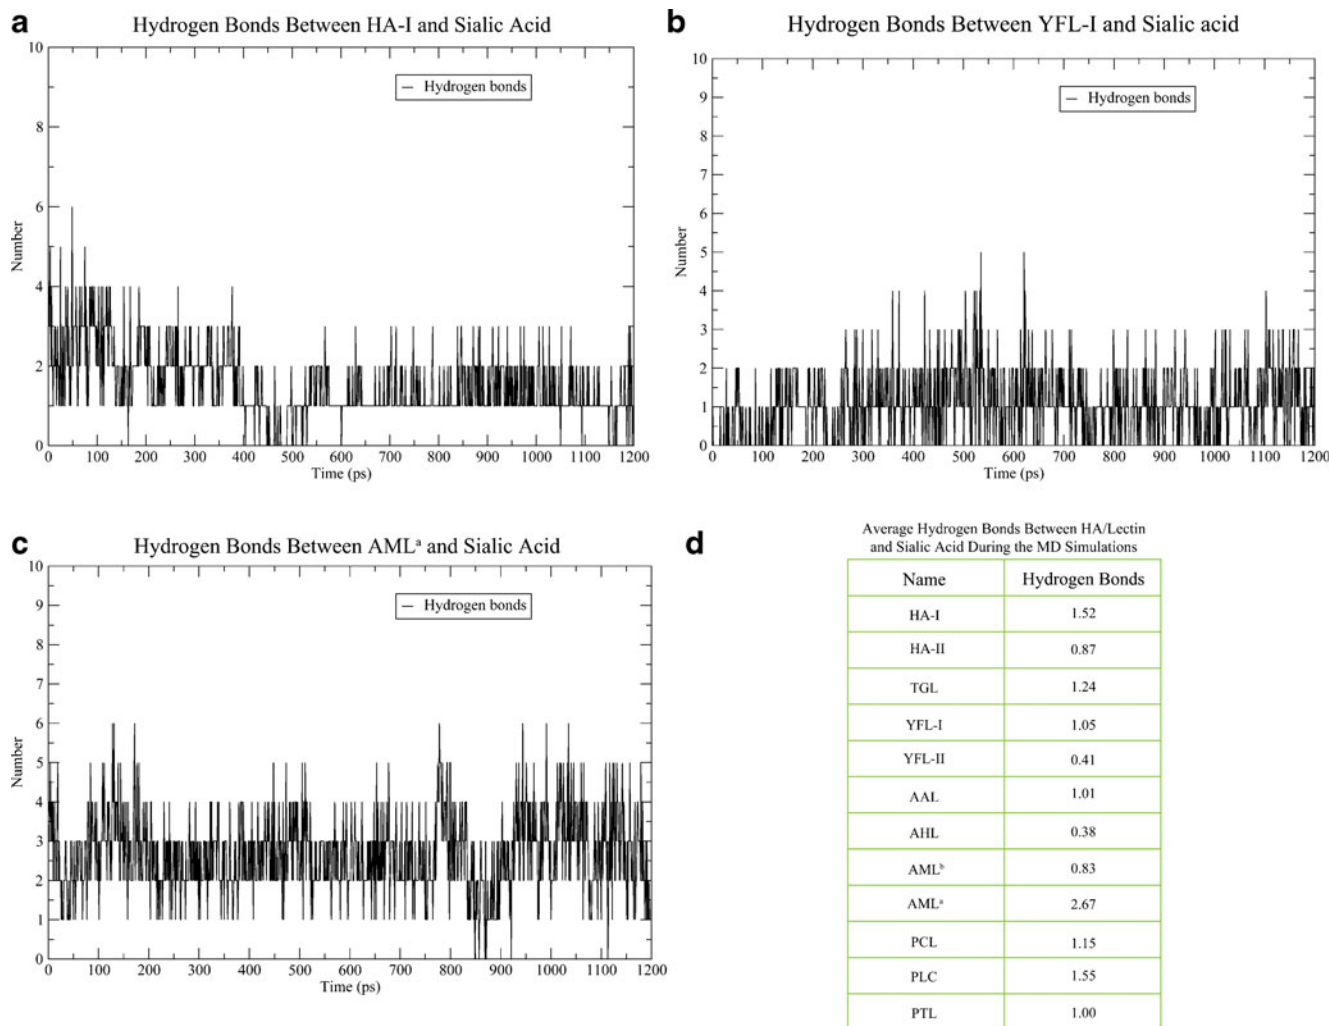 a
Hydrogen Bonds Between HA-I and Sialic Acid
10
8
6
4
2
0
Number
Hydrogen bonds
0 100 200 300 400 500 600 700 800 900 1000 1100 1200
Time (ps)
b
Hydrogen Bonds Between YFL-I and Sialic acid
10
9
8
7
6
5
4
3
2
1
0
Number
Hydrogen bonds
0 100 200 300 400 500 600 700 800 900 1000 1100 1200
Time (ps)
c
Hydrogen Bonds Between AMLᵃ and Sialic Acid
10
9
8
7
6
5
4
3
2
1
0
Number
Hydrogen bonds
0 100 200 300 400 500 600 700 800 900 1000 1100 1200
Time (ps)
d
Average Hydrogen Bonds Between HA/Lectin
and Sialic Acid During the MD Simulations
Name Hydrogen Bonds
HA-I 1.52
HA-II 0.87
TGL 1.24
YFL-I 1.05
YFL-II 0.41
AAL 1.01
AHL 0.38
AMLᵇ 0.83
AMLᵃ 2.67
PCL 1.15
PLC 1.55
PTL 1.00